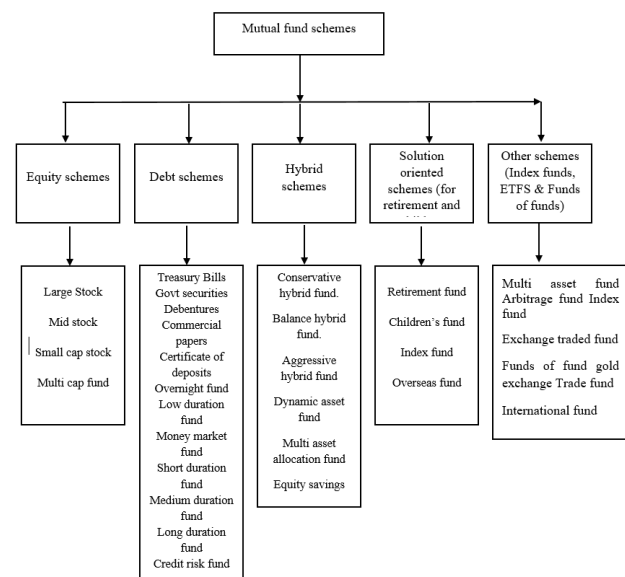 Mutual fund schemes
Equity schemes
Debt schemes
Hybrid
schemes
Solution
oriented
schemes (for
retirement and
Other schemes
(Index funds,
ETFS & Funds
of funds)
Large Stock
Mid stock
Small cap stock
Multi cap fund
Treasury Bills
Govt securities
Debentures
Commercial
papers
Certificate of
deposits
Overnight fund
Low duration
fund
Money market
fund
Short duration
fund
Medium duration
fund
Long duration
fund
Credit risk fund
Conservative
hybrid fund.
Balance hybrid
fund.
Aggressive
hybrid fund
Dynamic asset
fund
Multi asset
allocation fund
Equity savings
Retirement fund
Children's fund
Index fund
Overseas fund
Multi asset fund
Arbitrage fund Index
fund
Exchange traded fund
Funds of fund gold
exchange Trade fund
International fund